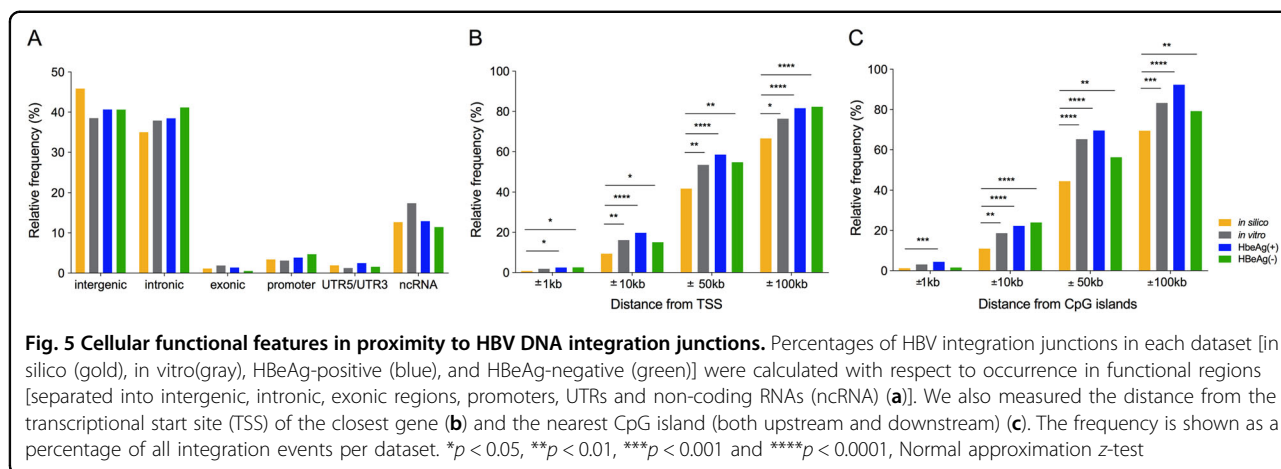 A
Relative frequency (%)
50
40
30
20
10
0
intergenic intronic exonic promoter UTR5/UTR3 ncRNA
B
Relative frequency (%)
100
80
60
40
20
0
* *
** **** *
** **** **
* **** ****
±1kb ±10kb ± 50kb ± 100kb
Distance from TSS
C
Relative frequency (%)
100
80
60
40
20
0
***
** **** ****
**** **** **
*** **** **
±1kb ±10kb ± 50kb ±100kb
Distance from CpG islands
in silico
in vitro
HbeAg(+)
HBeAg(-)
Fig. 5 Cellular functional features in proximity to HBV DNA integration junctions. Percentages of HBV integration junctions in each dataset [in
silico (gold), in vitro(gray), HBeAg-positive (blue), and HBeAg-negative (green)] were calculated with respect to occurrence in functional regions
[separated into intergenic, intronic, exonic regions, promoters, UTRs and non-coding RNAs (ncRNA) (a)]. We also measured the distance from the
transcriptional start site (TSS) of the closest gene (b) and the nearest CpG island (both upstream and downstream) (c). The frequency is shown as a
percentage of all integration events per dataset. *p < 0.05, **p < 0.01, ***p < 0.001 and ****p < 0.0001, Normal approximation z-test